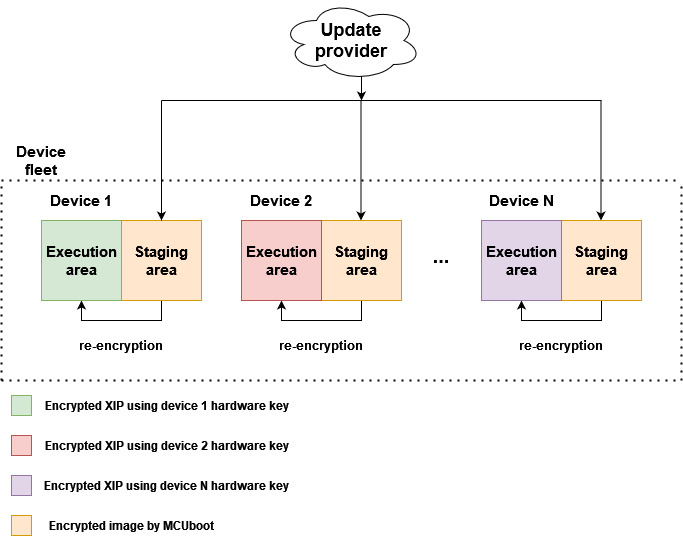 Update
provider
Device
fleet
Device 1
Device 2
Device N
Execution
area
Staging
area
Execution
area
Staging
area
...
Execution
area
Staging
area
re-encryption
re-encryption
re-encryption
Encrypted XIP using device 1 hardware key
Encrypted XIP using device 2 hardware key
Encrypted XIP using device N hardware key
Encrypted image by MCUboot